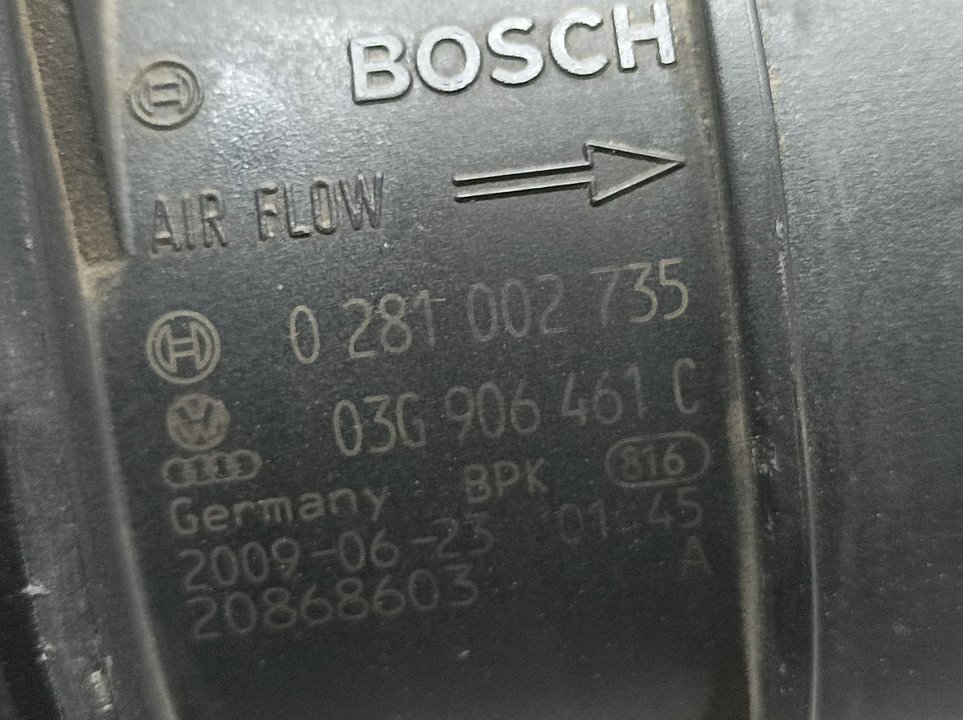 BOSCH
AIR FLOW
0 281 002 735
03G 906 461 C
Germany BPK 816
2009-06-23 01 45
20868603 A